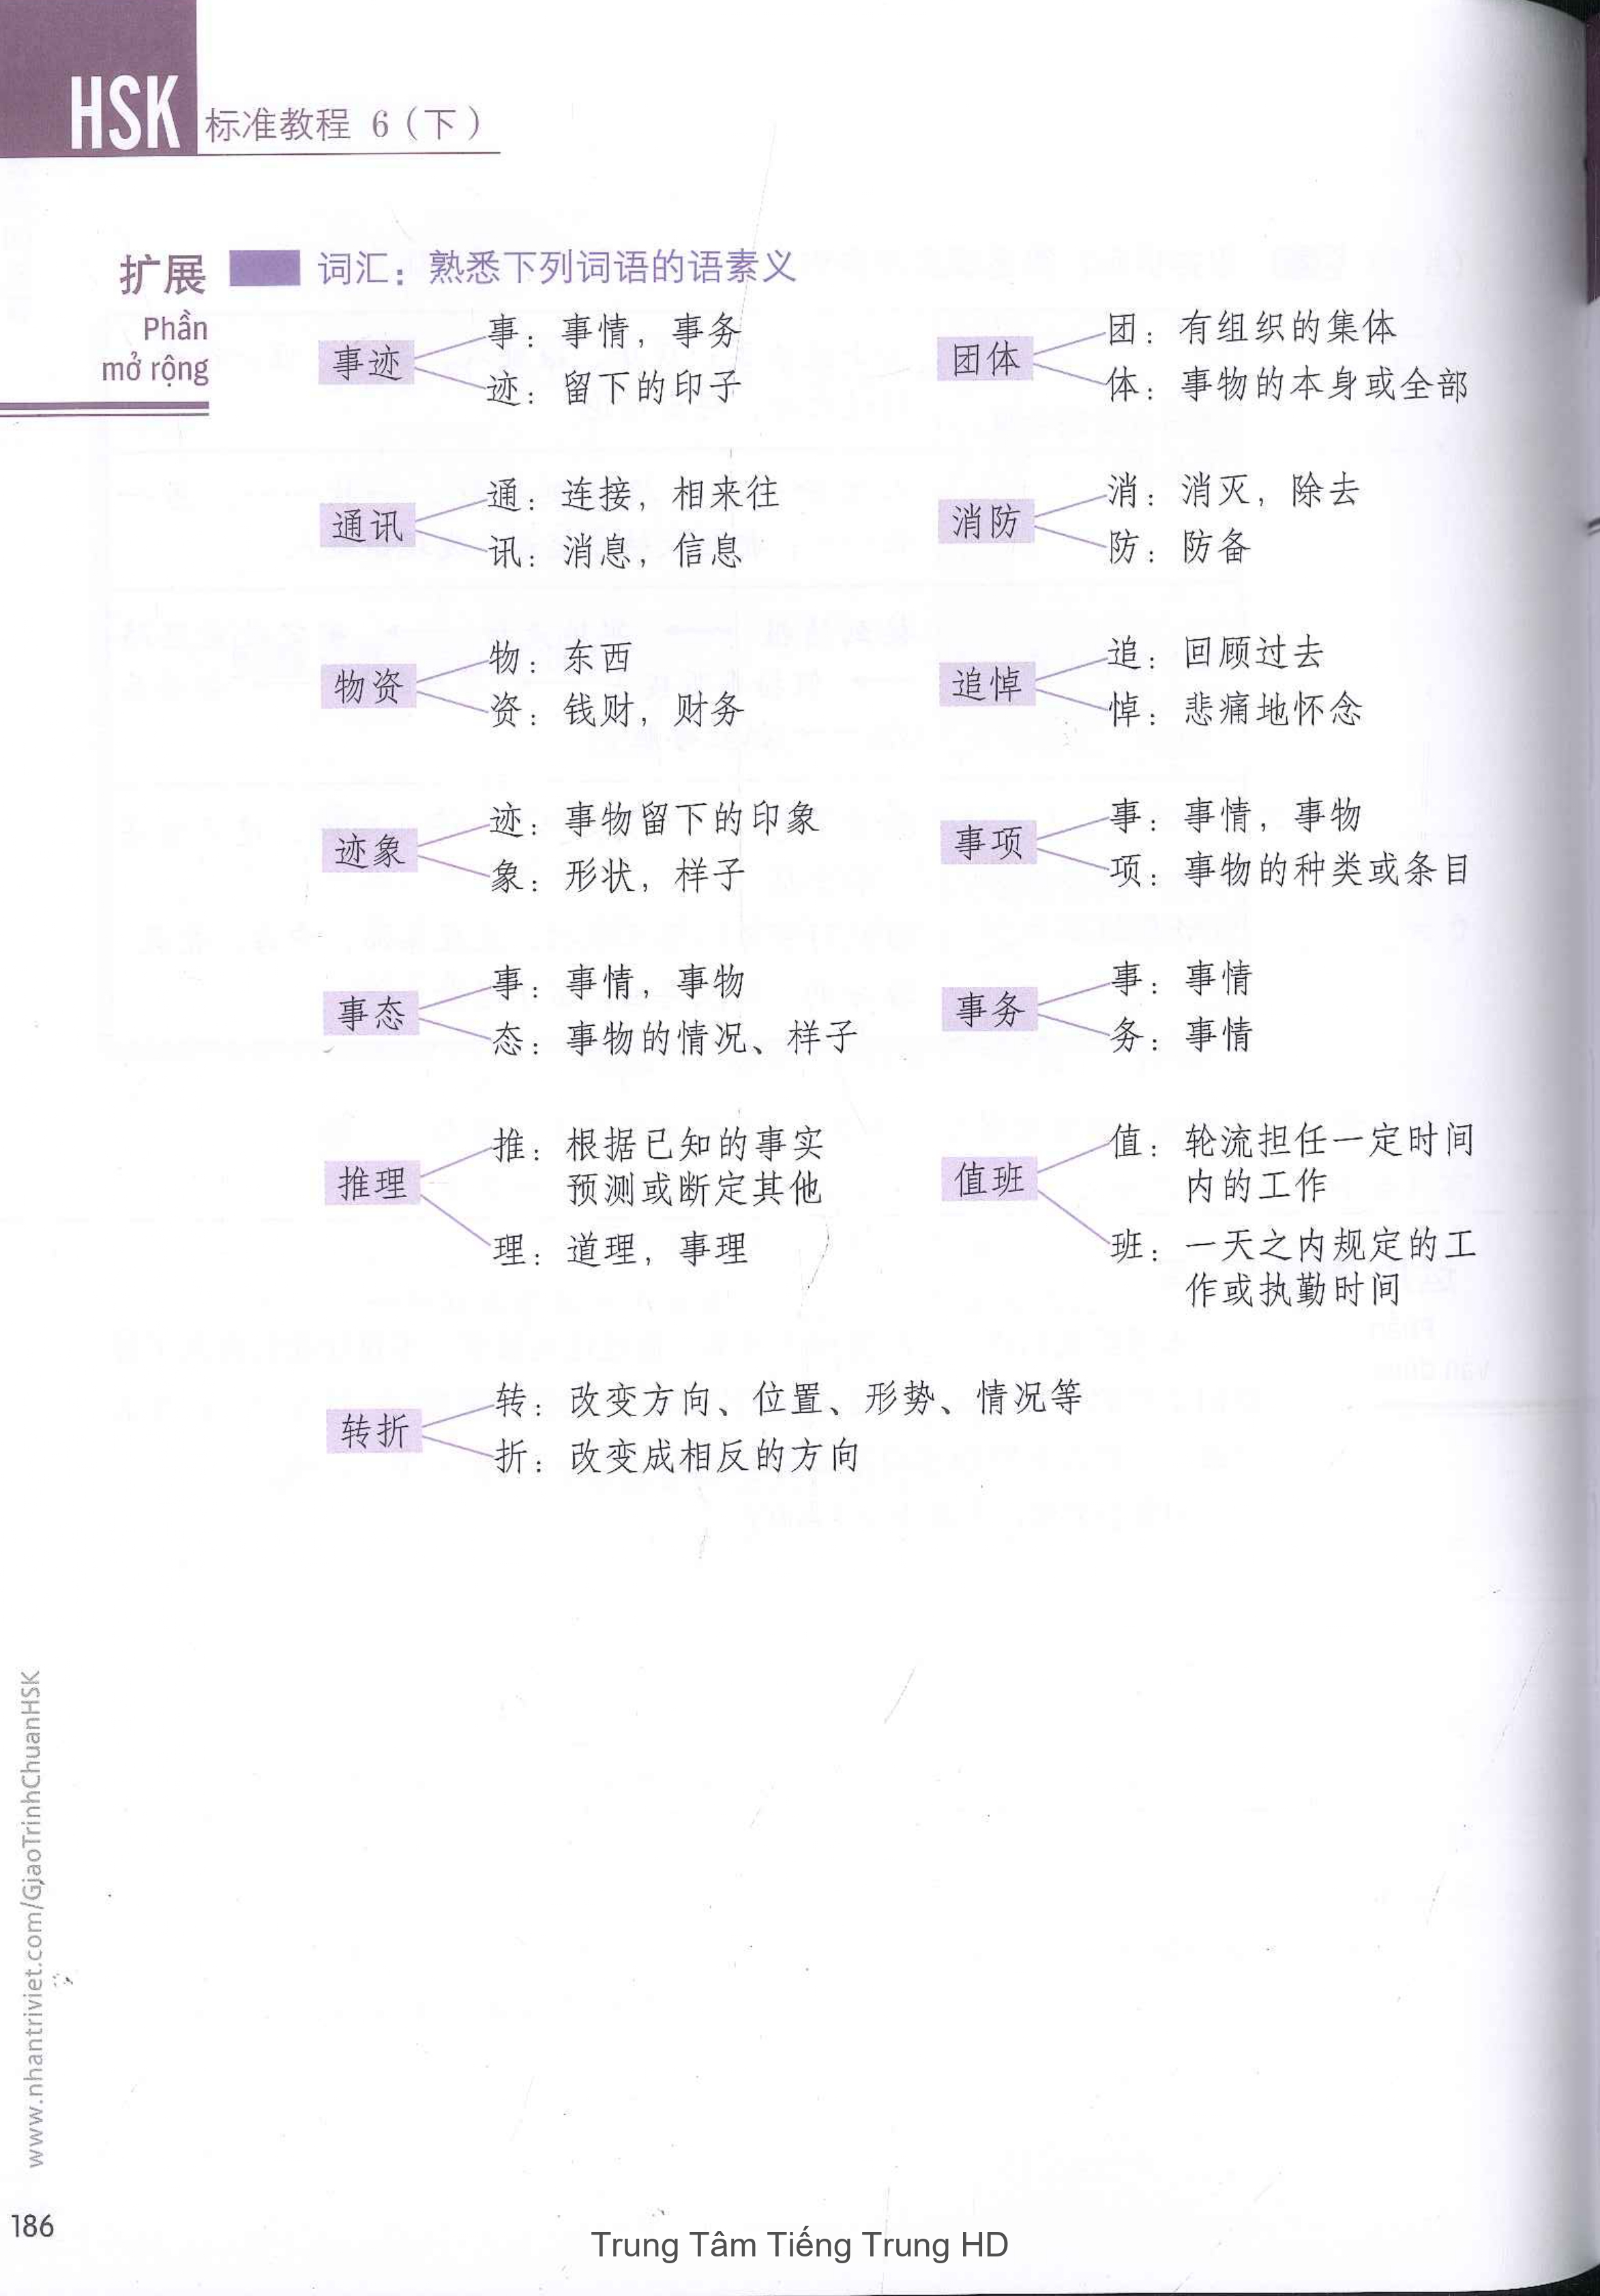 HSK 标准教程 6（下）
扩展
Phần
mở rộng
词汇：熟悉下列词语的语素义
事迹
事：事情，事务
迹：留下的印子
团体
团：有组织的集体
体：事物的本身或全部
通讯
通：连接，相来往
讯：消息，信息
消防
消：消灭，除去
防：防备
物资
物：东西
资：钱财，财务
追悼
追：回顾过去
悼：悲痛地怀念
迹象
迹：事物留下的印象
象：形状，样子
事项
事：事情，事物
项：事物的种类或条目
事态
事：事情，事物
态：事物的情况、样子
事务
事：事情
务：事情
推理
推：根据已知的事实
预测或断定其他
理：道理，事理
值班
值：轮流担任一定时间
内的工作
班：一天之内规定的工
作或执勤时间
转折
转：改变方向、位置、形势、情况等
折：改变成相反的方向
www.nhantriviet.com/GiaoTrinhChuanHSK
186
Trung Tâm Tiếng Trung HD